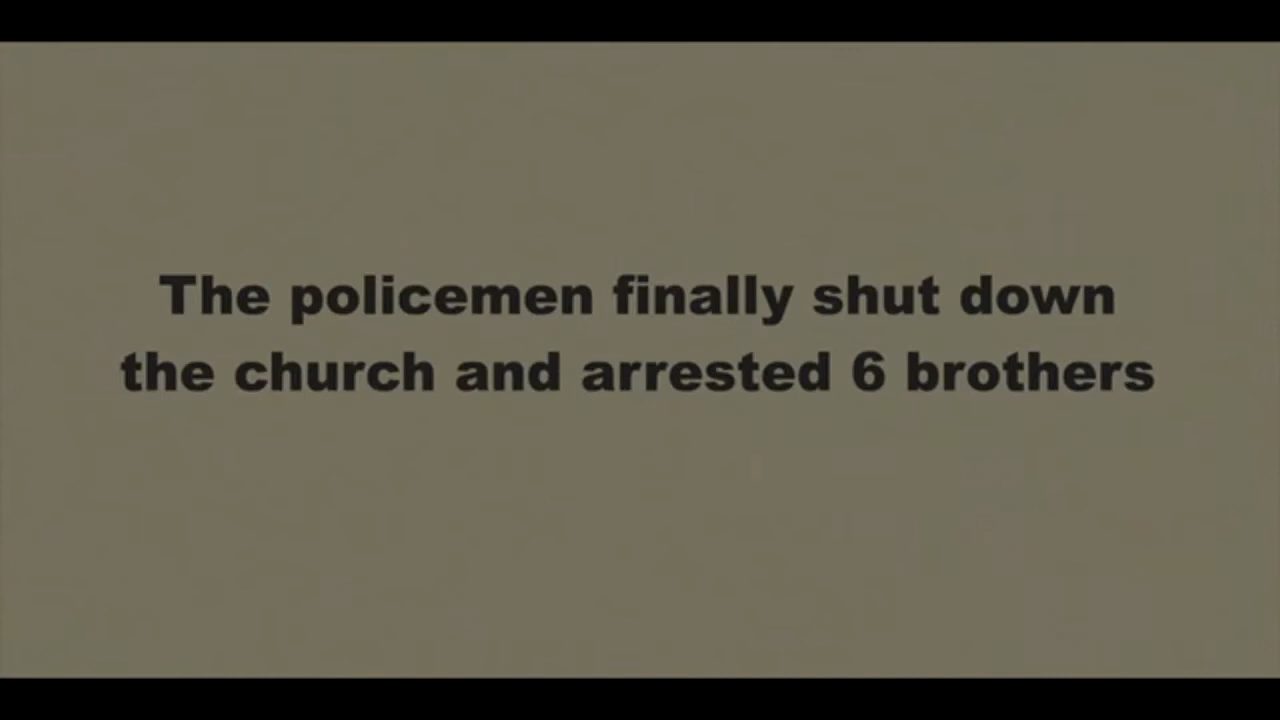 The policemen finally shut down
the church and arrested 6 brothers